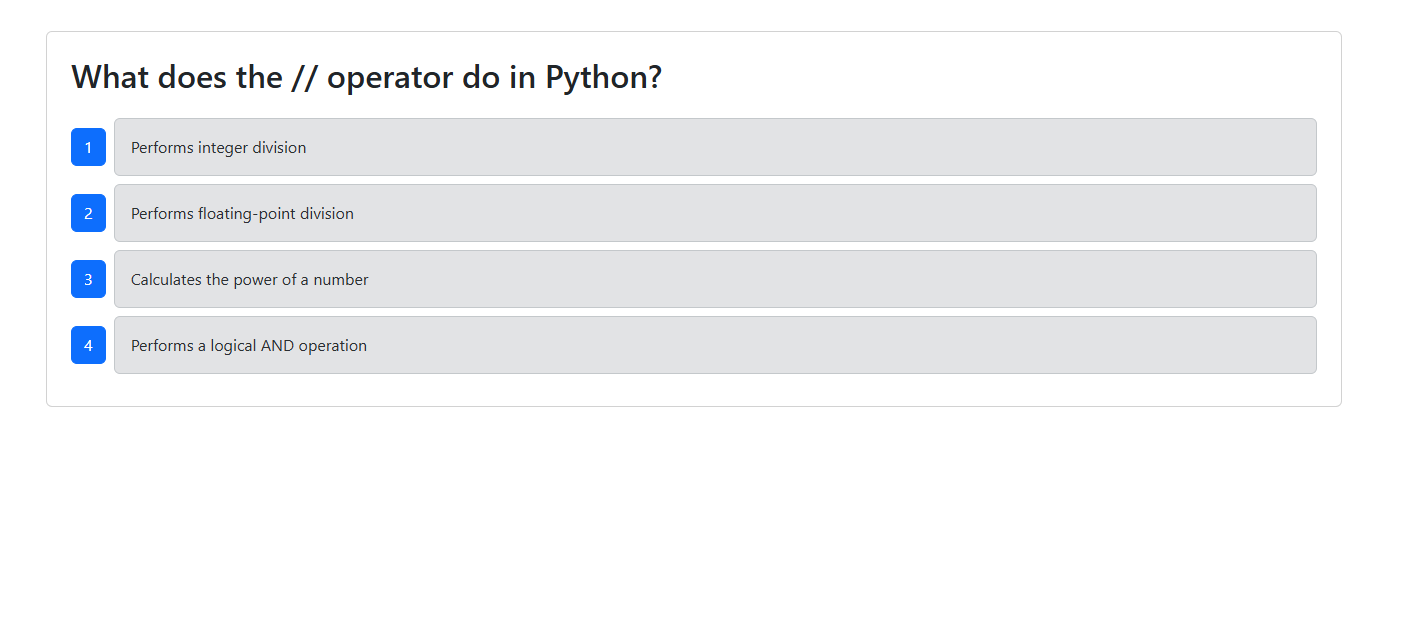 What does the // operator do in Python?
1 Performs integer division
2 Performs floating-point division
3 Calculates the power of a number
4 Performs a logical AND operation